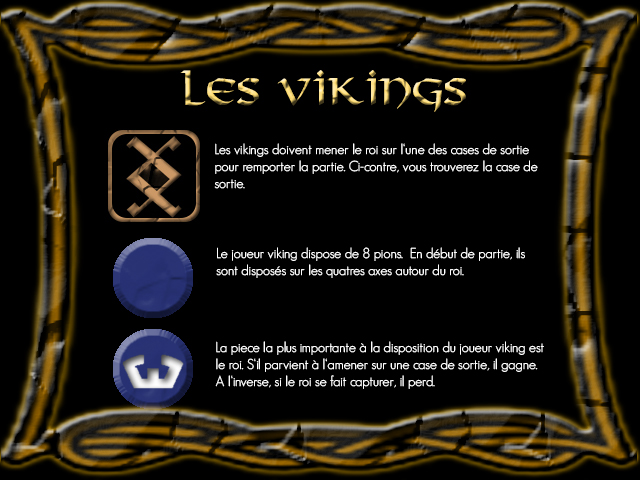 Les vikings
Les vikings doivent mener le roi sur l'une des cases de sortie
pour remporter la partie. Ci-contre, vous trouverez la case de
sortie.
Le joueur viking dispose de 8 pions. En début de partie, ils
sont disposés sur les quatres axes autour du roi.
La piece la plus importante à la disposition du joueur viking est
le roi. S'il parvient à l'amener sur une case de sortie, il gagne.
A l'inverse, si le roi se fait capturer, il perd.